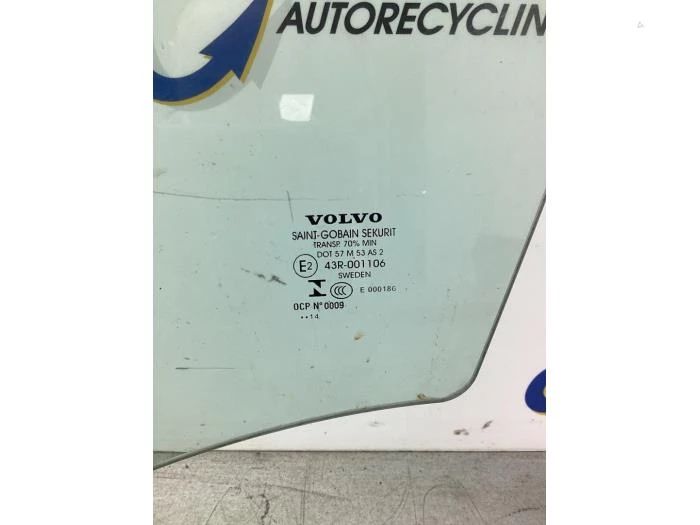 AUTORECYCLIN
VOLVO
SAINT-GOBAIN SEKURIT
TRANSP. 70% MIN
DOT 57 M 53 AS 2
E2 43R-001106
SWEDEN
N CCC E 000186
OCP N° 0009
••14